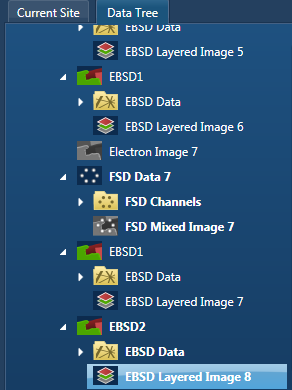 Current Site
Data Tree
EBSD Data
EBSD Layered Image 5
EBSD1
EBSD Data
EBSD Layered Image 6
Electron Image 7
FSD Data 7
FSD Channels
FSD Mixed Image 7
EBSD1
EBSD Data
EBSD Layered Image 7
EBSD2
EBSD Data
EBSD Layered Image 8